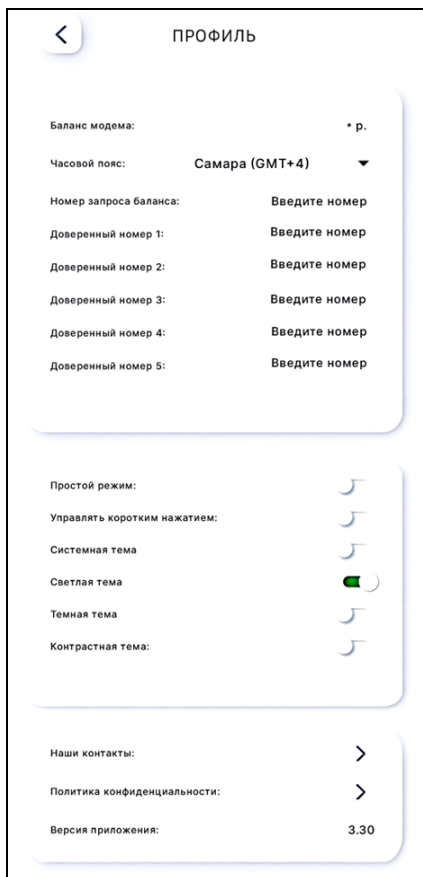 ПРОФИЛЬ
Баланс модема: * р.
Часовой пояс: Самара (GMT+4)
Номер запроса баланса: Введите номер
Доверенный номер 1: Введите номер
Доверенный номер 2: Введите номер
Доверенный номер 3: Введите номер
Доверенный номер 4: Введите номер
Доверенный номер 5: Введите номер
Простой режим:
Управлять коротким нажатием:
Системная тема
Светлая тема
Темная тема
Контрастная тема:
Наши контакты:
Политика конфиденциальности:
Версия приложения: 3.30